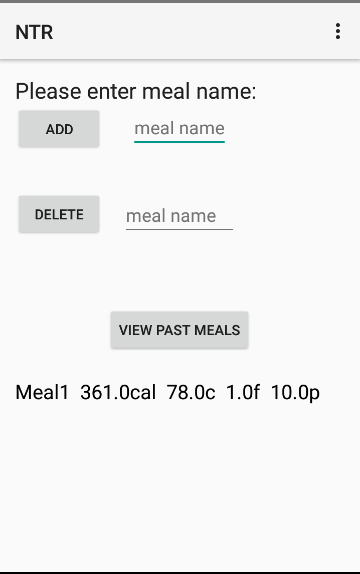 NTR
Please enter meal name:
ADD meal name
DELETE meal name
VIEW PAST MEALS
Meal1 361.0cal 78.0c 1.0f 10.0p